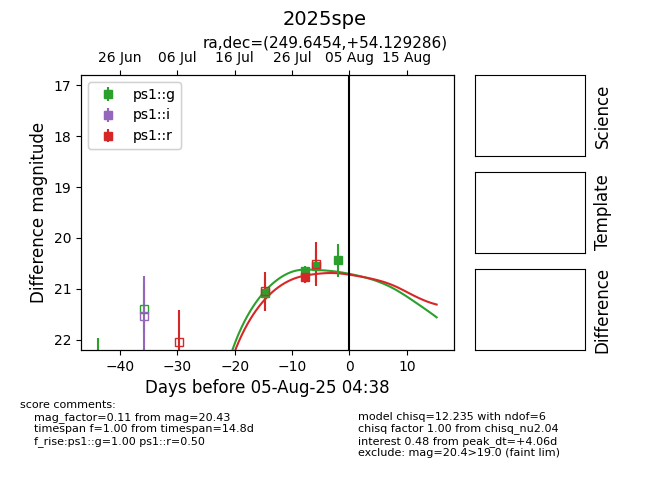 2025spe
ra,dec=(249.6454,+54.129286)
26 Jun 06 Jul 16 Jul 26 Jul 05 Aug 15 Aug
17
18
19
20
21
22
Difference magnitude
ps1::g
ps1::i
ps1::r
−40 −30 −20 −10 0 10
Days before 05-Aug-25 04:38
Science
Template
Difference
score comments:
mag_factor=0.11 from mag=20.43
timespan f=1.00 from timespan=14.8d
f_rise:ps1::g=1.00 ps1::r=0.50
model chisq=12.235 with ndof=6
chisq factor 1.00 from chisq_nu2.04
interest 0.48 from peak_dt=+4.06d
exclude: mag=20.4>19.0 (faint lim)